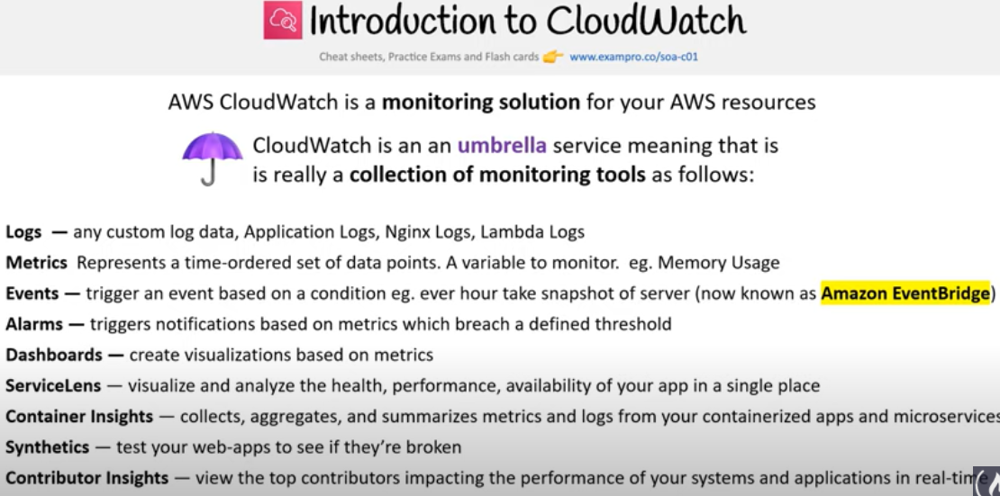 Introduction to CloudWatch
Cheat sheets, Practice Exams and Flash cards 👉 www.exampro.co/soa-c01
AWS CloudWatch is a monitoring solution for your AWS resources
CloudWatch is an an umbrella service meaning that is
is really a collection of monitoring tools as follows:
Logs — any custom log data, Application Logs, Nginx Logs, Lambda Logs
Metrics Represents a time-ordered set of data points. A variable to monitor. eg. Memory Usage
Events — trigger an event based on a condition eg. ever hour take snapshot of server (now known as Amazon EventBridge)
Alarms — triggers notifications based on metrics which breach a defined threshold
Dashboards — create visualizations based on metrics
ServiceLens — visualize and analyze the health, performance, availability of your app in a single place
Container Insights — collects, aggregates, and summarizes metrics and logs from your containerized apps and microservices
Synthetics — test your web-apps to see if they're broken
Contributor Insights — view the top contributors impacting the performance of your systems and applications in real-time